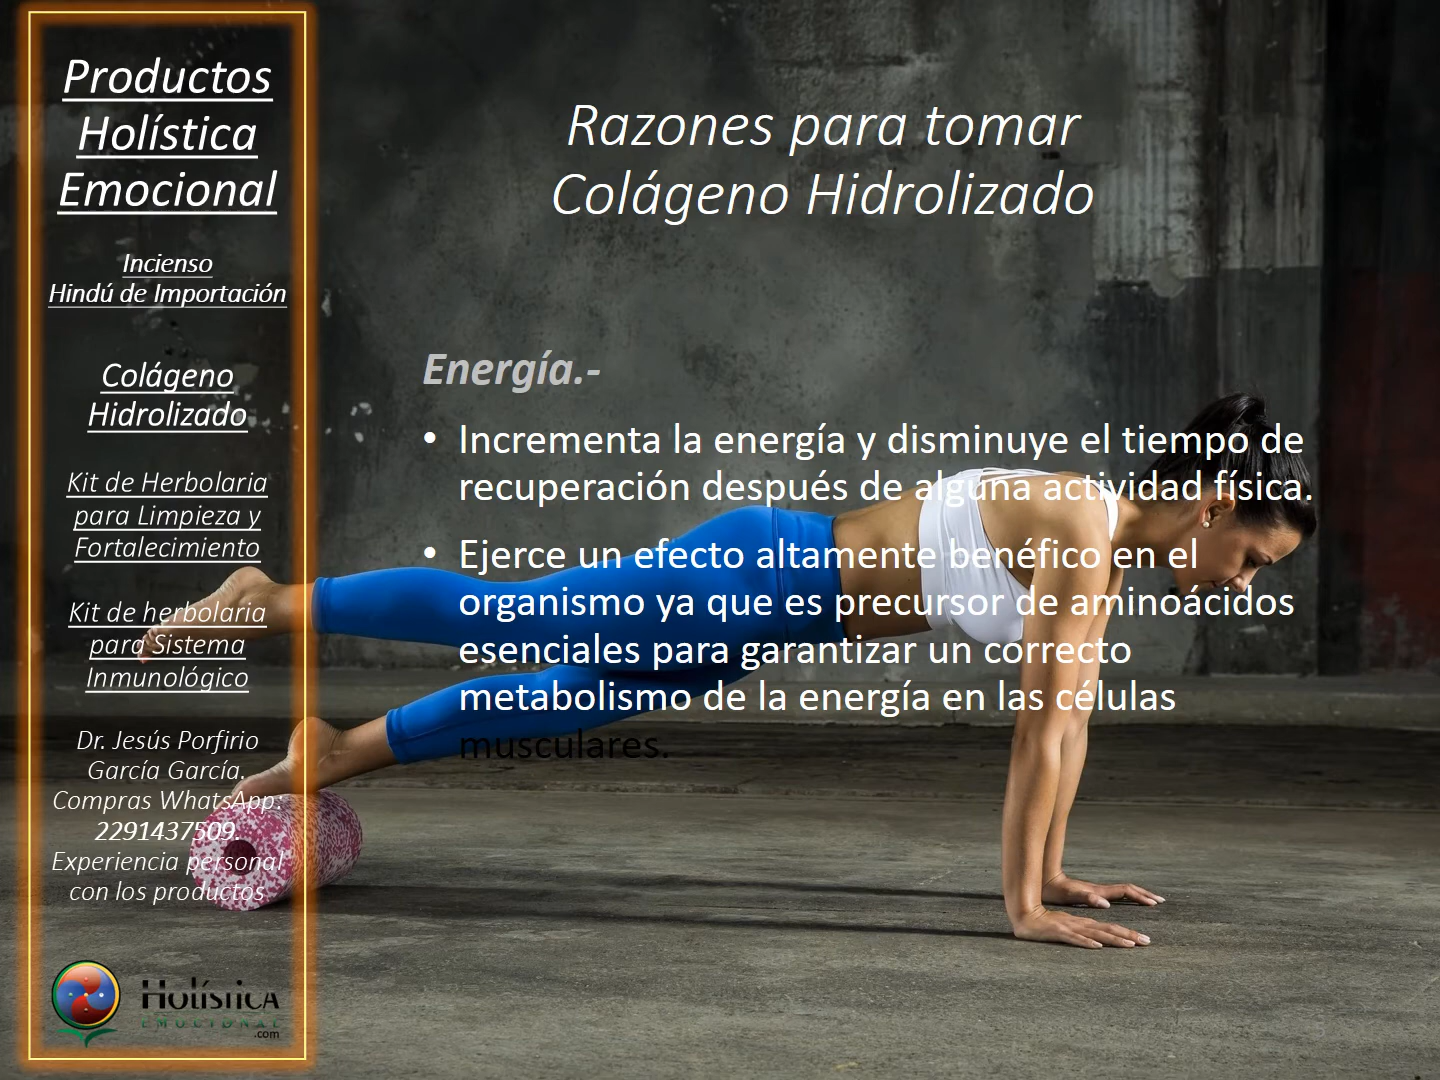 Productos
Holística
Emocional
Incienso
Hindú de Importación
Colágeno
Hidrolizado
Kit de Herbolaria
para Limpieza y
Fortalecimiento
Kit de herbolaria
para Sistema
Inmunológico
Dr. Jesús Porfirio
García García.
Compras WhatsApp:
2291437509.
Experiencia personal
con los productos
Holística
EMOCIONAL
.com
Razones para tomar
Colágeno Hidrolizado
Energía.-
• Incrementa la energía y disminuye el tiempo de
recuperación después de alguna actividad física.
• Ejerce un efecto altamente benéfico en el
organismo ya que es precursor de aminoácidos
esenciales para garantizar un correcto
metabolismo de la energía en las células
musculares.